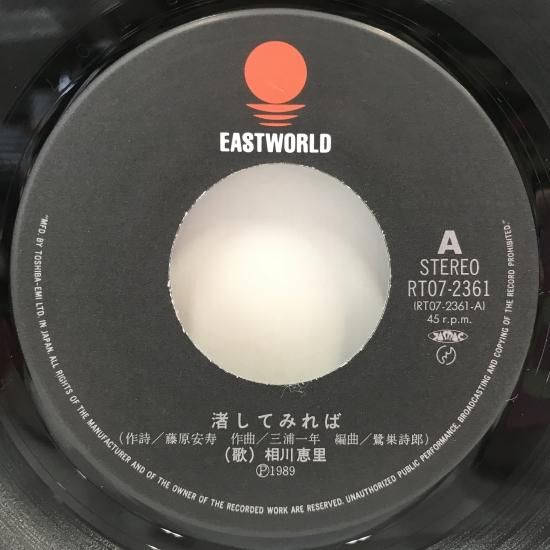 EASTWORLD
A
STEREO
RT07-2361
(RT07-2361-A)
45 r.p.m.
JASRAC
渚してみれば
(作詩/藤原安寿 作曲/三浦一年 編曲/鷺巣詩郎)
(歌) 相川恵里
Ⓟ1989
"MFD. BY TOSHIBA-EMI LTD. IN JAPAN. ALL RIGHTS OF THE MANUFACTURER AND OF THE OWNER OF THE RECORDED WORK ARE RESERVED. UNAUTHORIZED PUBLIC PERFORMANCE, BROADCASTING AND COPYING OF THE RECORD PROHIBITED."